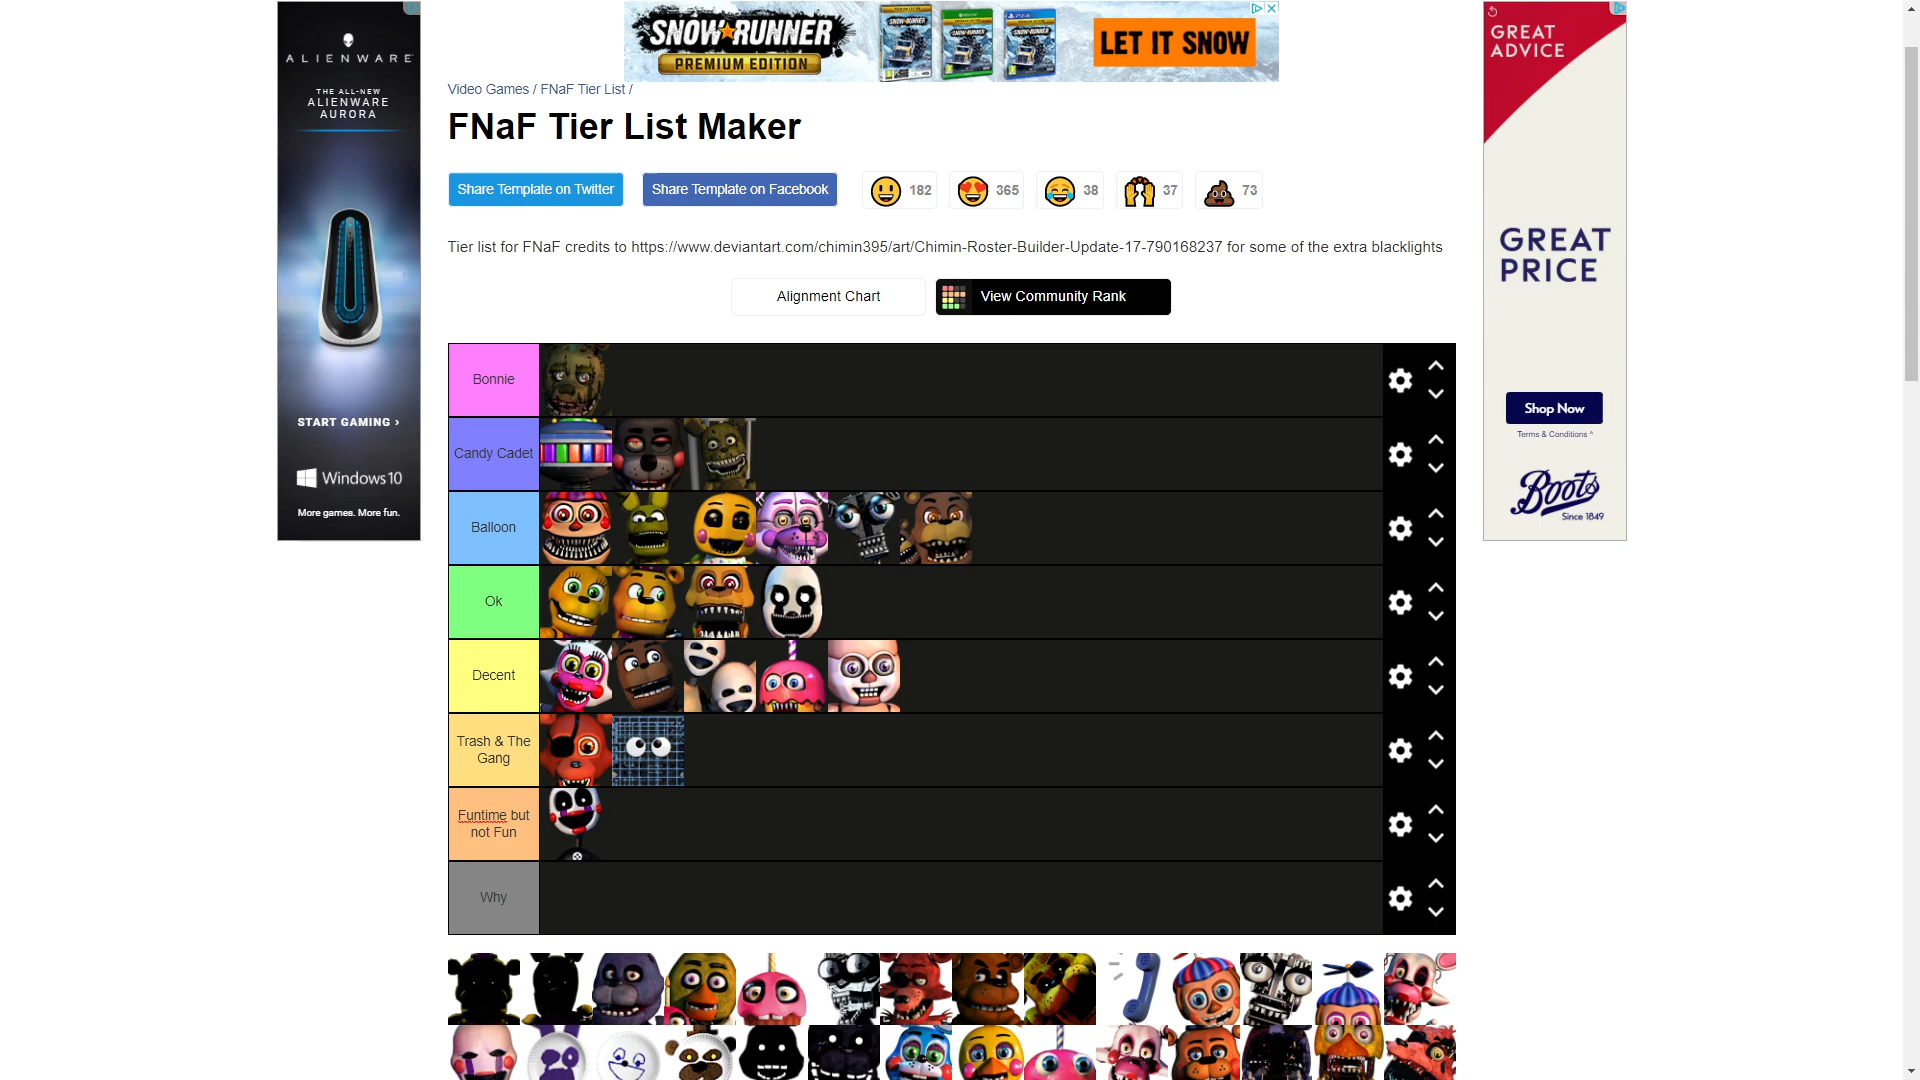 ALIENWARE
THE ALL-NEW
ALIENWARE
AURORA
START GAMING ›
Windows 10
More games. More fun.
SNOWRUNNER
PREMIUM EDITION
LET IT SNOW
GREAT
ADVICE
GREAT
PRICE
Shop Now
Terms & Conditions ^
Boots
Since 1849
Video Games / FNaF Tier List /
FNaF Tier List Maker
Share Template on Twitter
Share Template on Facebook
182
365
38
37
73
Tier list for FNaF credits to https://www.deviantart.com/chimin395/art/Chimin-Roster-Builder-Update-17-790168237 for some of the extra blacklights
Alignment Chart
View Community Rank
Bonnie
Candy Cadet
Balloon
Ok
Decent
Trash & The
Gang
Funtime but
not Fun
Why